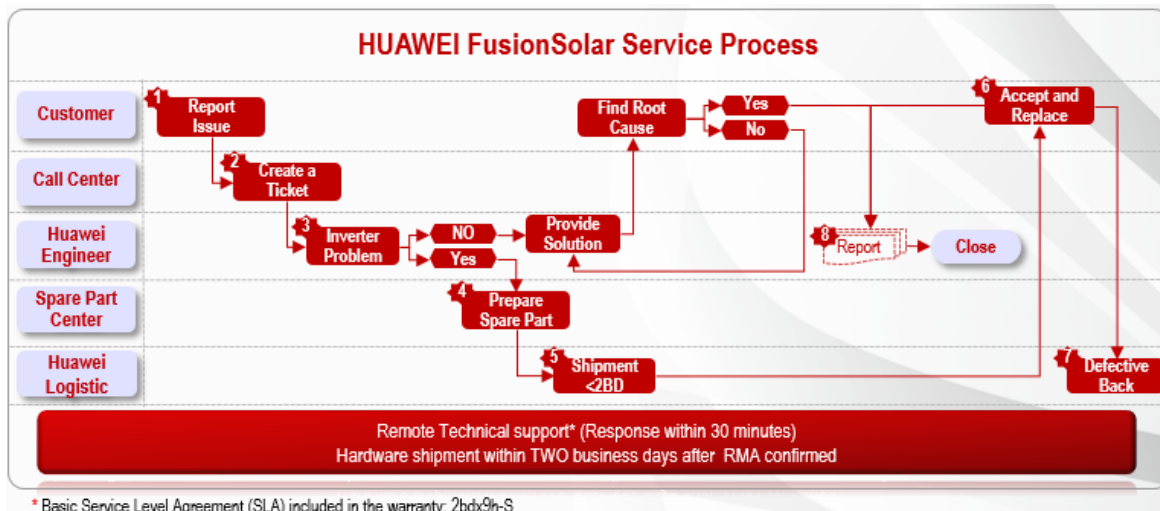 HUAWEI FusionSolar Service Process
Customer
1
Report
Issue
Find Root
Cause
Yes
No
6
Accept and
Replace
Call Center
2
Create a
Ticket
Huawei
Engineer
3
Inverter
Problem
NO
Yes
Provide
Solution
8
Report
Close
Spare Part
Center
4
Prepare
Spare Part
Huawei
Logistic
5
Shipment
<2BD
7
Defective
Back
Remote Technical support* (Response within 30 minutes)
Hardware shipment within TWO business days after RMA confirmed
* Basic Service Level Agreement (SLA) included in the warranty: 2bdx9h-S